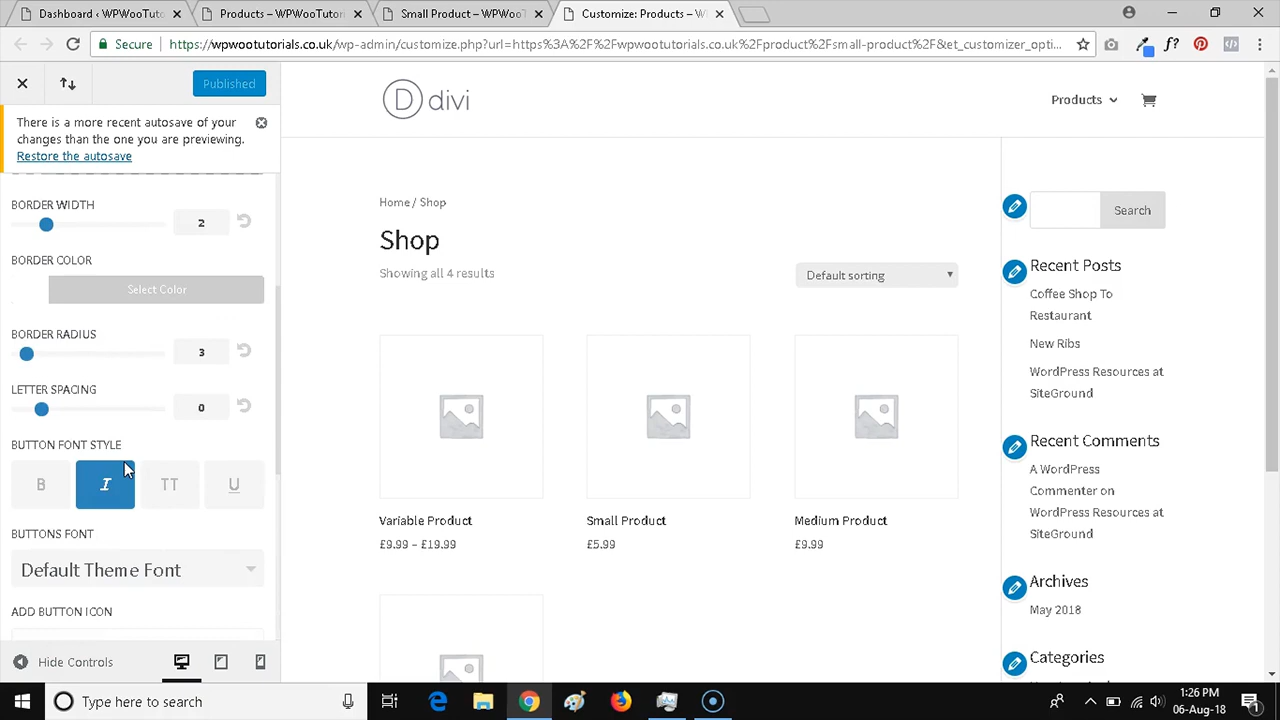 Dashboard ‹ WPWooTutor
Products – WPWooTutor
Small Product – WPWooT
Customize: Products – W
Secure
https://wpwootutorials.co.uk/wp-admin/customize.php?url=https%3A%2F%2Fwpwootutorials.co.uk%2Fproduct%2Fsmall-product%2F&et_customizer_opti...
f?
Published
There is a more recent autosave of your
changes than the one you are previewing.
Restore the autosave
BORDER WIDTH
2
BORDER COLOR
Select Color
BORDER RADIUS
3
LETTER SPACING
0
BUTTON FONT STYLE
B I TT U
BUTTONS FONT
Default Theme Font
ADD BUTTON ICON
Hide Controls
D divi
Products
Home / Shop
Shop
Showing all 4 results
Default sorting
Variable Product
£9.99 – £19.99
Small Product
£5.99
Medium Product
£9.99
Search
Recent Posts
Coffee Shop To
Restaurant
New Ribs
WordPress Resources at
SiteGround
Recent Comments
A WordPress
Commenter on
WordPress Resources at
SiteGround
Archives
May 2018
Categories
Type here to search
1:26 PM
06-Aug-18
1